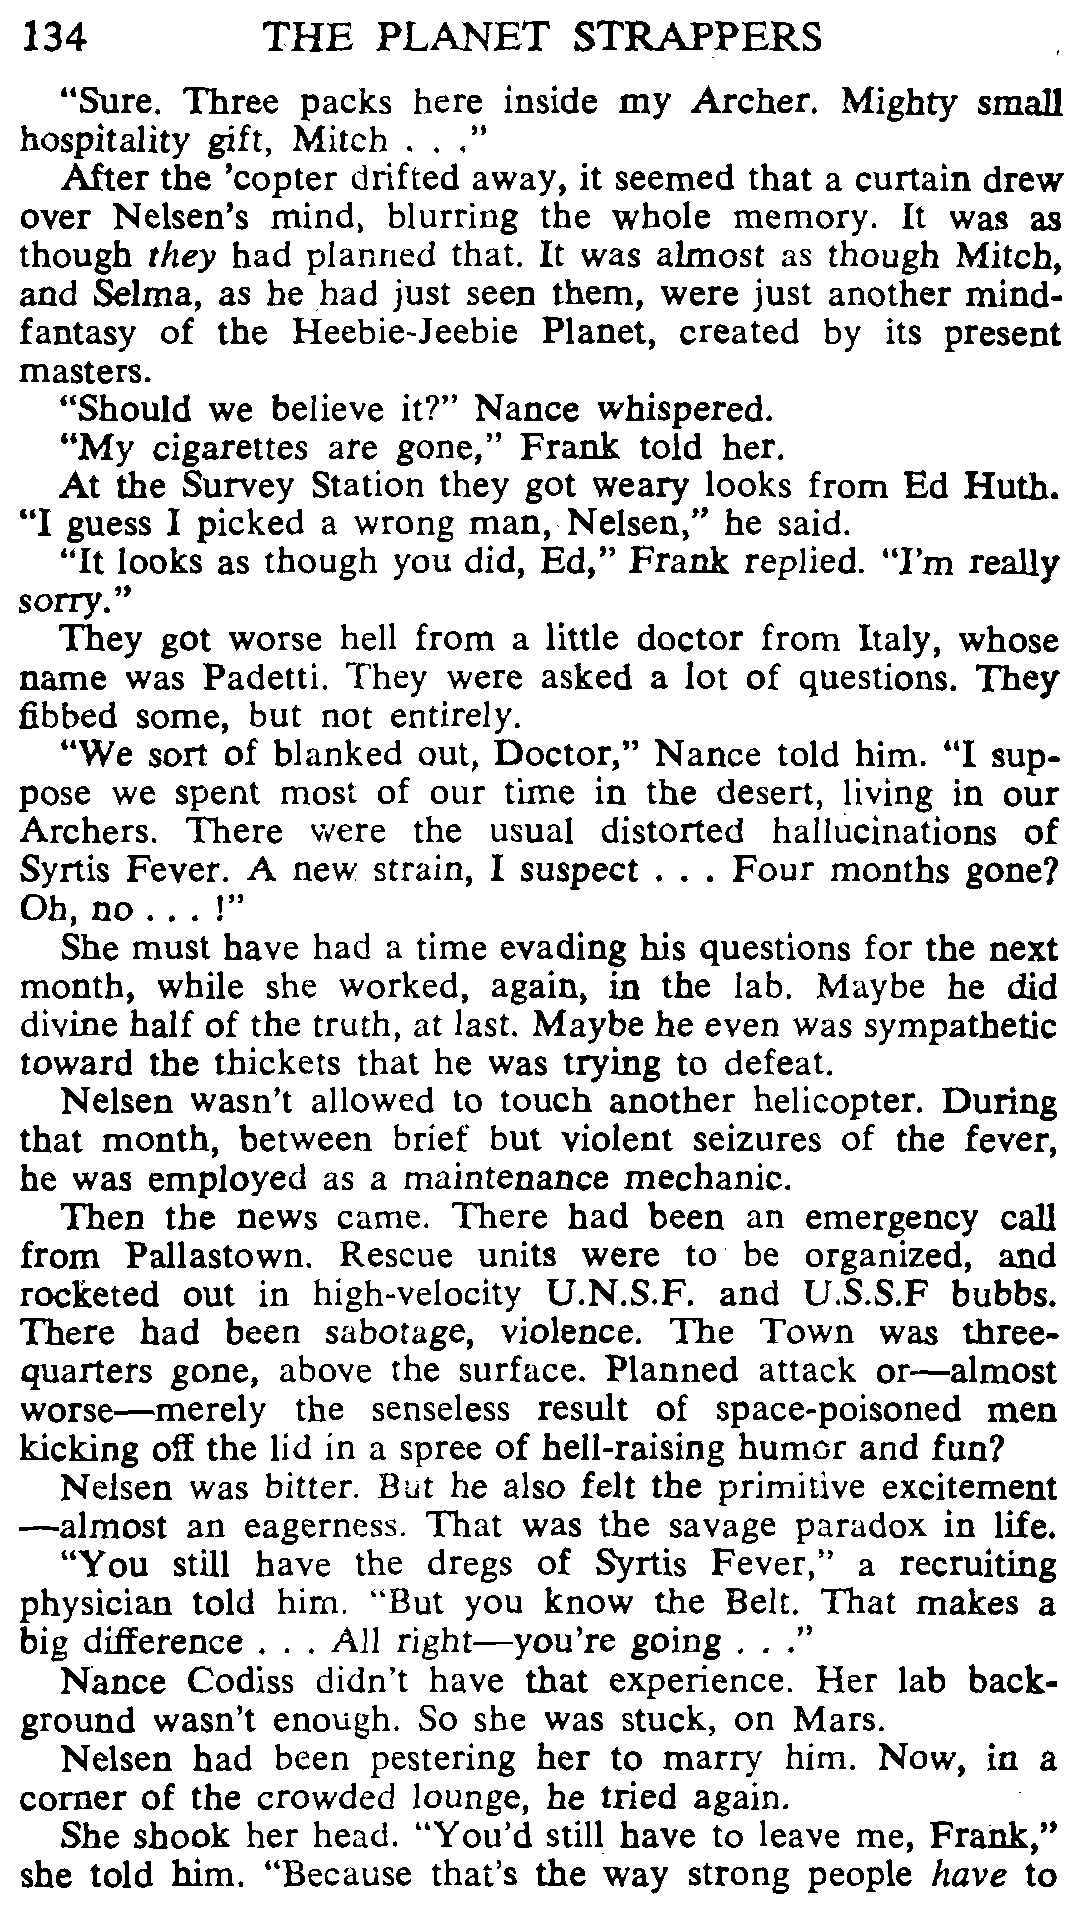 134 THE PLANET STRAPPERS
“Sure. Three packs here inside my Archer. Mighty small
hospitality gift, Mitch . . .”
After the ’copter drifted away, it seemed that a curtain drew
over Nelsen’s mind, blurring the whole memory. It was as
though they had planned that. It was almost as though Mitch,
and Selma, as he had just seen them, were just another mind-
fantasy of the Heebie-Jeebie Planet, created by its present
masters.
“Should we believe it?” Nance whispered.
“My cigarettes are gone,” Frank told her.
At the Survey Station they got weary looks from Ed Huth.
“I guess I picked a wrong man, Nelsen,” he said.
“It looks as though you did, Ed,” Frank replied. “I’m really
sorry.”
They got worse hell from a little doctor from Italy, whose
name was Padetti. They were asked a lot of questions. They
fibbed some, but not entirely.
“We sort of blanked out, Doctor,” Nance told him. “I sup-
pose we spent most of our time in the desert, living in our
Archers. There were the usual distorted hallucinations of
Syrtis Fever. A new strain, I suspect . . . Four months gone?
Oh, no . . . !”
She must have had a time evading his questions for the next
month, while she worked, again, in the lab. Maybe he did
divine half of the truth, at last. Maybe he even was sympathetic
toward the thickets that he was trying to defeat.
Nelsen wasn’t allowed to touch another helicopter. During
that month, between brief but violent seizures of the fever,
he was employed as a maintenance mechanic.
Then the news came. There had been an emergency call
from Pallastown. Rescue units were to be organized, and
rocketed out in high-velocity U.N.S.F. and U.S.S.F bubbs.
There had been sabotage, violence. The Town was three-
quarters gone, above the surface. Planned attack or—almost
worse—merely the senseless result of space-poisoned men
kicking off the lid in a spree of hell-raising humor and fun?
Nelsen was bitter. But he also felt the primitive excitement
—almost an eagerness. That was the savage paradox in life.
“You still have the dregs of Syrtis Fever,” a recruiting
physician told him. “But you know the Belt. That makes a
big difference . . . All right—you’re going . . .”
Nance Codiss didn’t have that experience. Her lab back-
ground wasn’t enough. So she was stuck, on Mars.
Nelsen had been pestering her to marry him. Now, in a
corner of the crowded lounge, he tried again.
She shook her head. “You’d still have to leave me, Frank,”
she told him. “Because that’s the way strong people have to